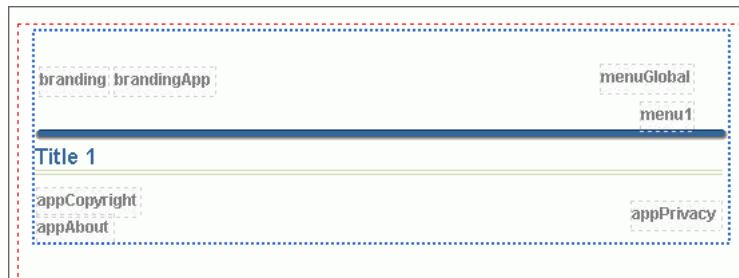 branding brandingApp menuGlobal
menu1
Title 1
appCopyright
appPrivacy
appAbout